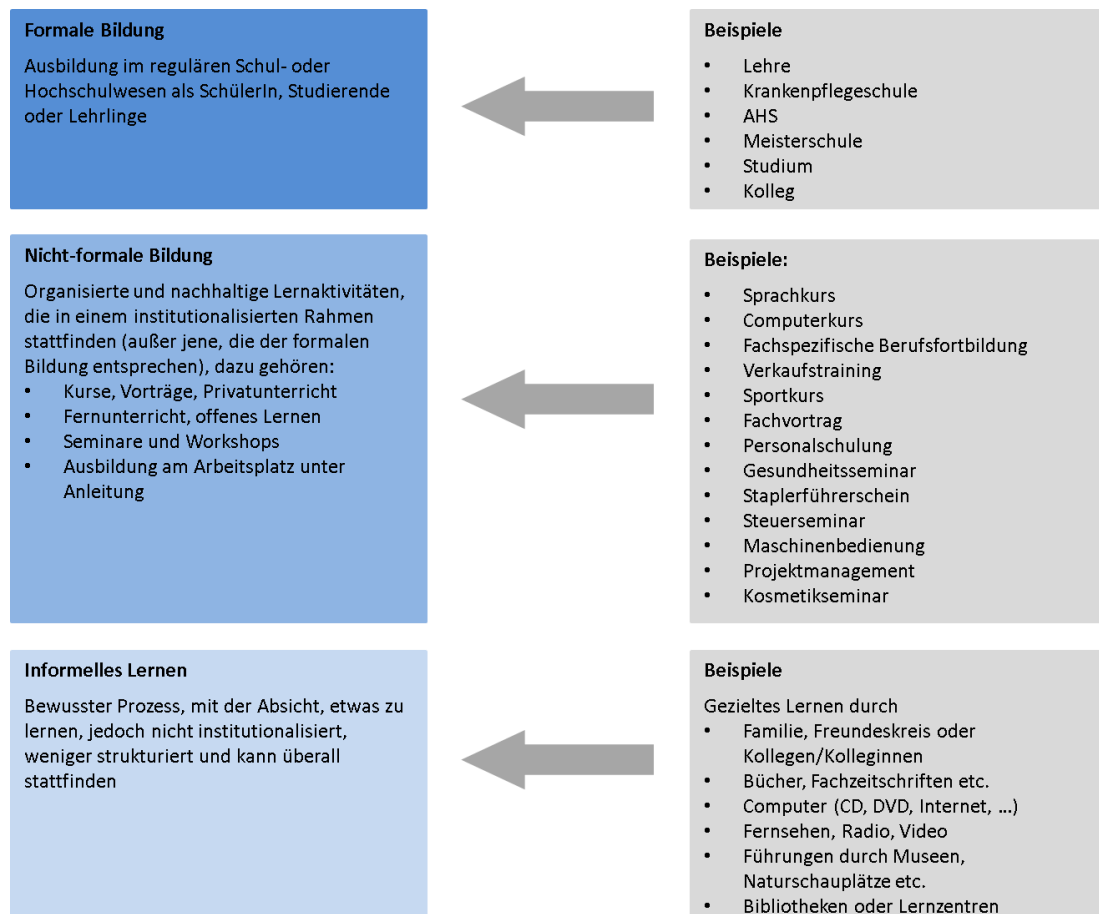 Formale Bildung
Ausbildung im regulären Schul- oder
Hochschulwesen als SchülerIn, Studierende
oder Lehrlinge
Beispiele
• Lehre
• Krankenpflegeschule
• AHS
• Meisterschule
• Studium
• Kolleg
Nicht-formale Bildung
Organisierte und nachhaltige Lernaktivitäten,
die in einem institutionalisierten Rahmen
stattfinden (außer jene, die der formalen
Bildung entsprechen), dazu gehören:
• Kurse, Vorträge, Privatunterricht
• Fernunterricht, offenes Lernen
• Seminare und Workshops
• Ausbildung am Arbeitsplatz unter
Anleitung
Beispiele:
• Sprachkurs
• Computerkurs
• Fachspezifische Berufsfortbildung
• Verkaufstraining
• Sportkurs
• Fachvortrag
• Personalschulung
• Gesundheitsseminar
• Staplerführerschein
• Steuerseminar
• Maschinenbedienung
• Projektmanagement
• Kosmetikseminar
Informelles Lernen
Bewusster Prozess, mit der Absicht, etwas zu
lernen, jedoch nicht institutionalisiert,
weniger strukturiert und kann überall
stattfinden
Beispiele
Gezieltes Lernen durch
• Familie, Freundeskreis oder
Kollegen/Kolleginnen
• Bücher, Fachzeitschriften etc.
• Computer (CD, DVD, Internet, ...)
• Fernsehen, Radio, Video
• Führungen durch Museen,
Naturschauplätze etc.
• Bibliotheken oder Lernzentren